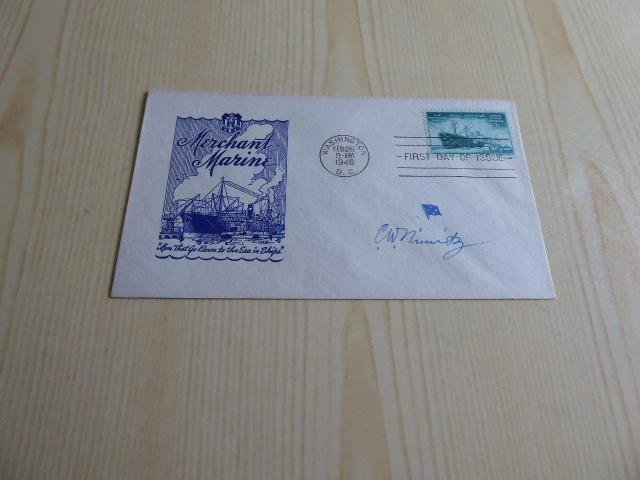 Merchant
Marine
"Men That Go Down to the Sea in Ships"
WASHINGTON
FEB 26
9-AM
1946
D. C.
FIRST DAY OF ISSUE
C.W. Nimitz